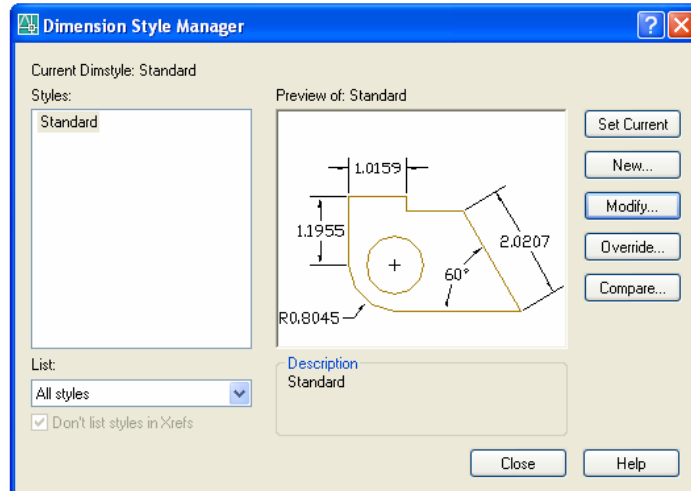 Dimension Style Manager
Current Dimstyle: Standard
Styles:
Standard
Preview of: Standard
1.0159
1.1955
2.0207
60°
R0.8045
Set Current
New...
Modify...
Override...
Compare...
List:
All styles
Don't list styles in Xrefs
Description
Standard
Close
Help